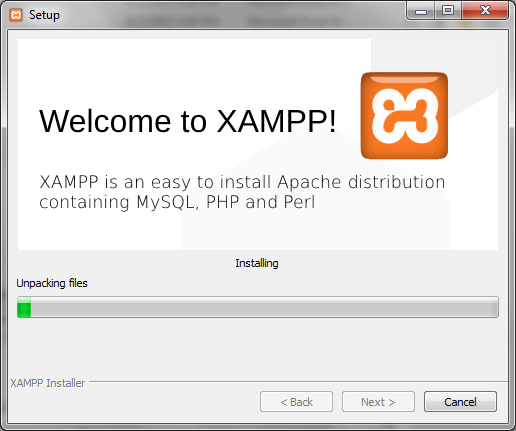 Setup
Welcome to XAMPP!
XAMPP is an easy to install Apache distribution
containing MySQL, PHP and Perl
Installing
Unpacking files
XAMPP Installer
< Back
Next >
Cancel